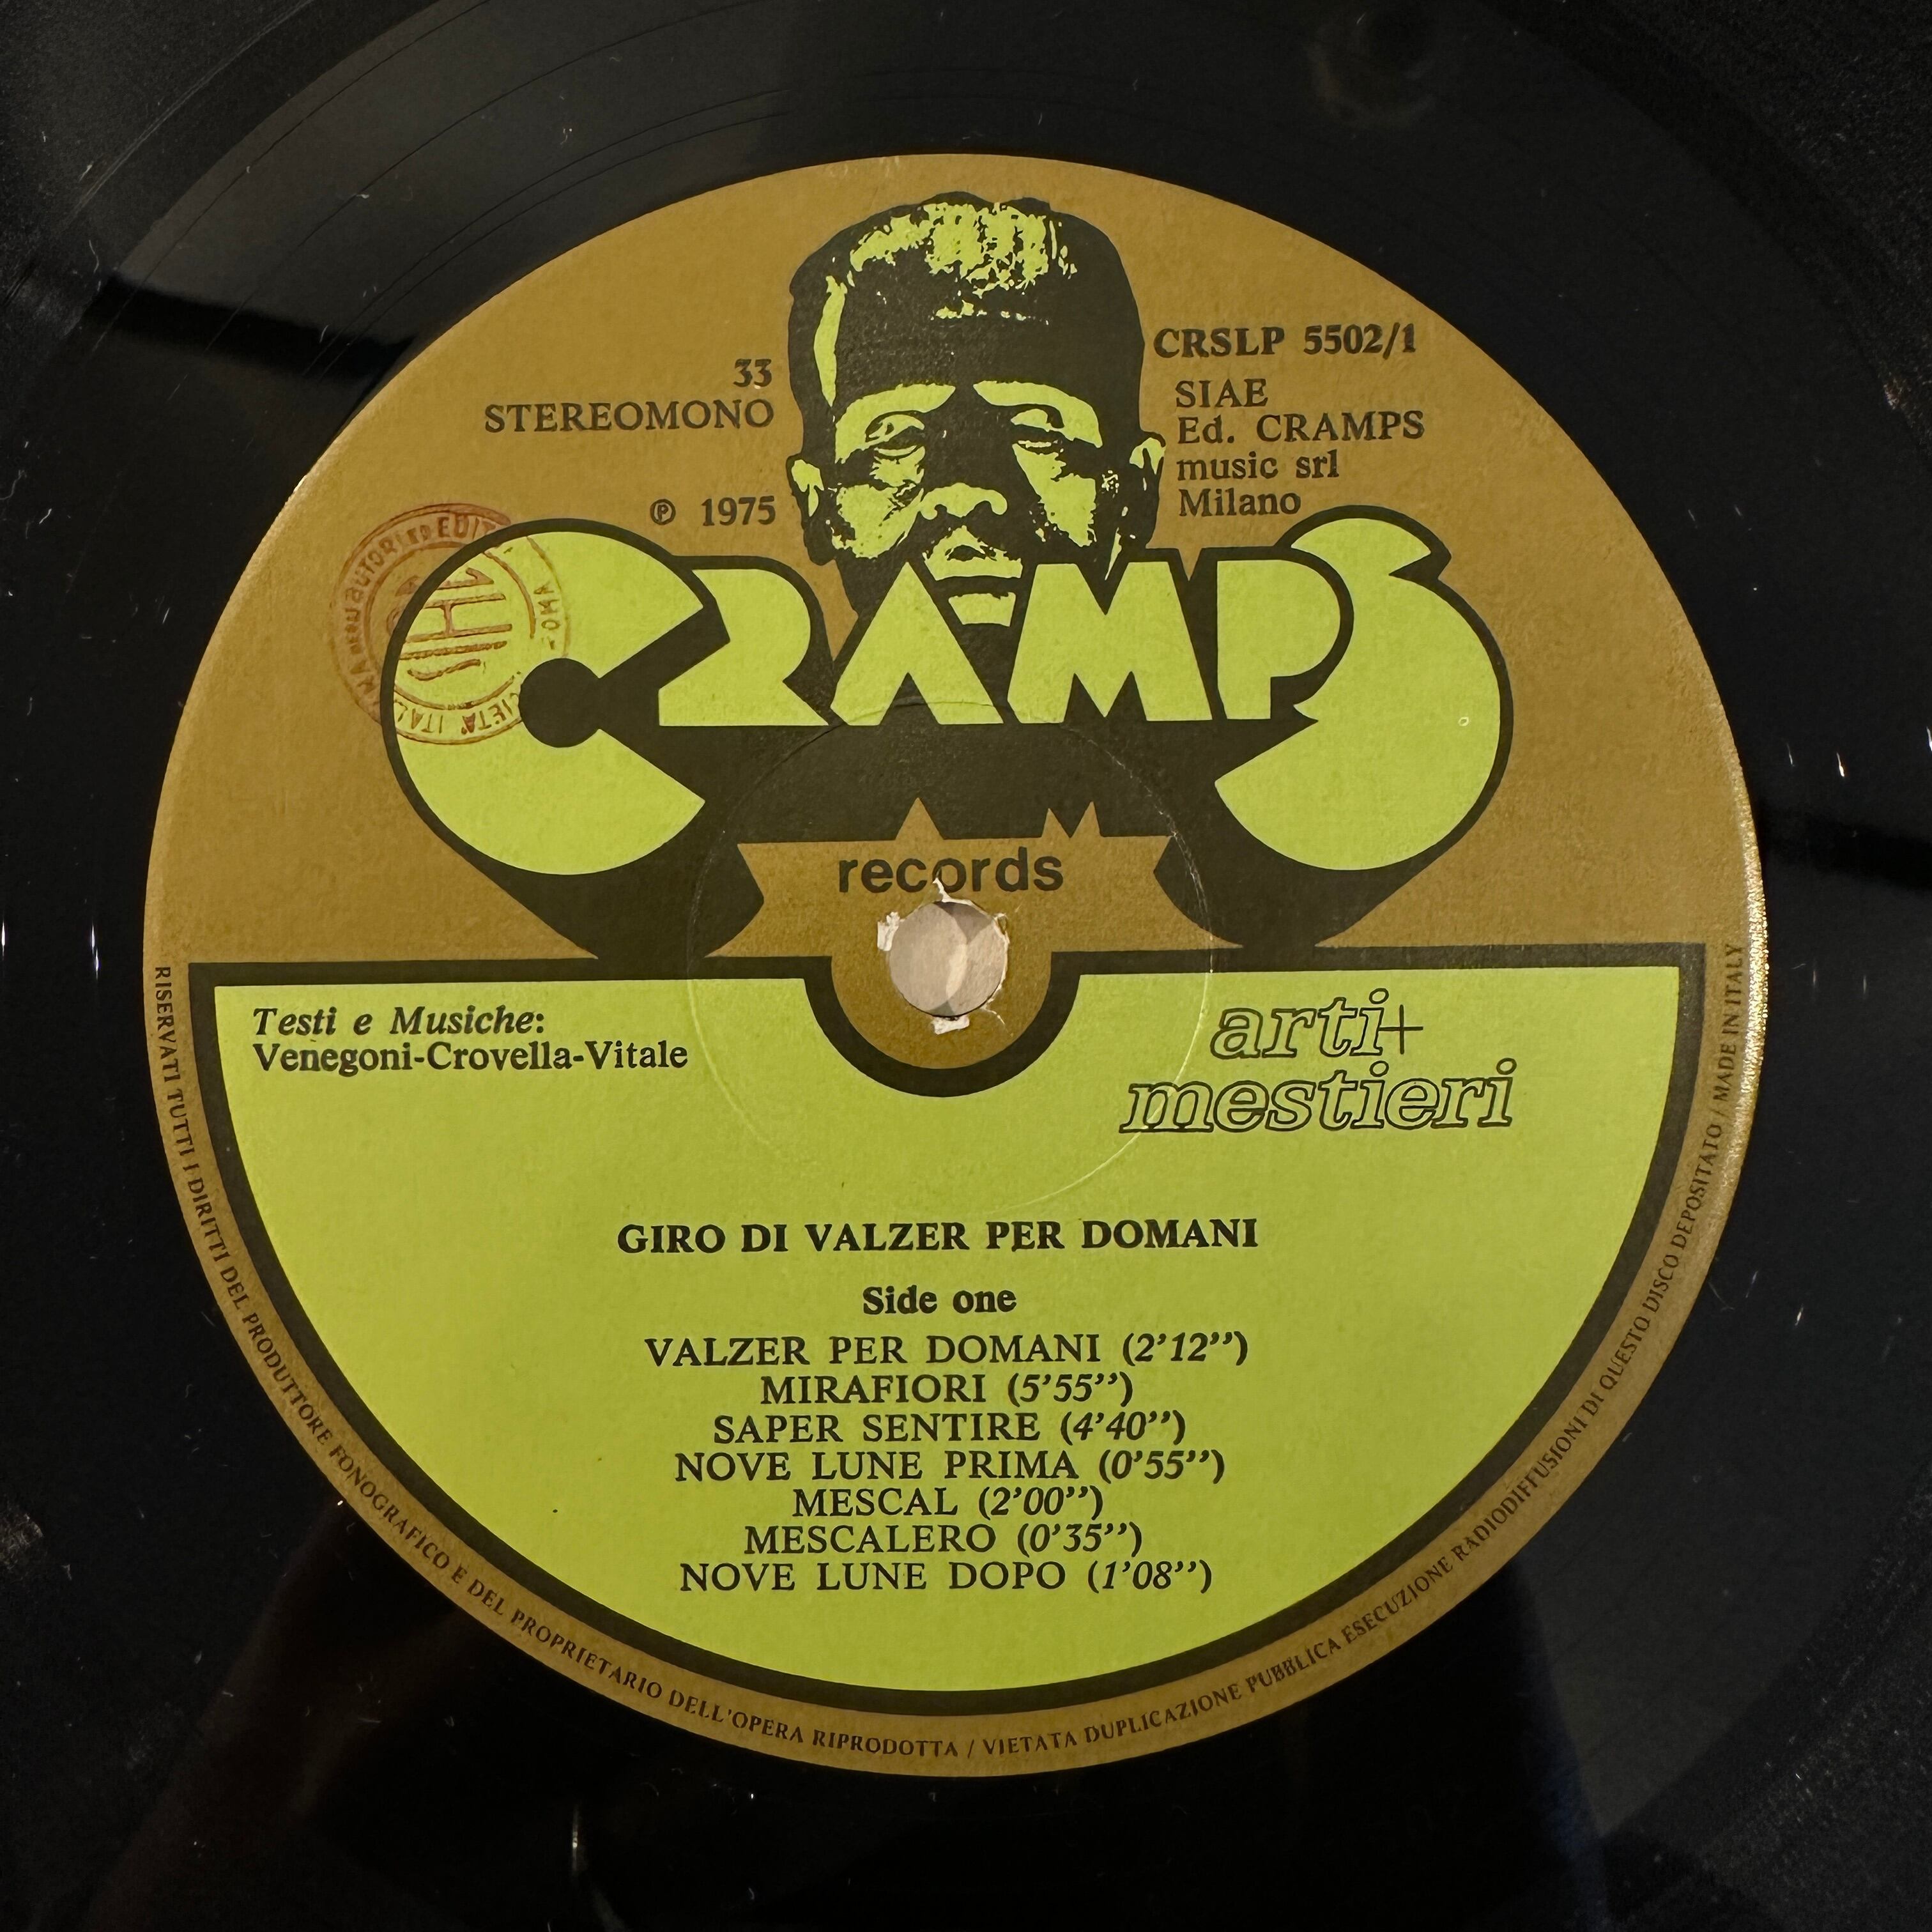 33
STEREOMONO
℗ 1975
CRSLP 5502/1
SIAE
Ed. CRAMPS
music srl
Milano
CRAMPS
records
Testi e Musiche:
Venegoni-Crovella-Vitale
arti+
mestieri
GIRO DI VALZER PER DOMANI
Side one
VALZER PER DOMANI (2'12'')
MIRAFIORI (5'55'')
SAPER SENTIRE (4'40'')
NOVE LUNE PRIMA (0'55'')
MESCAL (2'00'')
MESCALERO (0'35'')
NOVE LUNE DOPO (1'08'')
RISERVATI TUTTI I DIRITTI DEL PRODUTTORE FONOGRAFICO E DEL PROPRIETARIO DELL'OPERA RIPRODOTTA / VIETATA DUPLICAZIONE PUBBLICA ESECUZIONE RADIODIFFUSIONI DI QUESTO DISCO DEPOSITATO / MADE IN ITALY